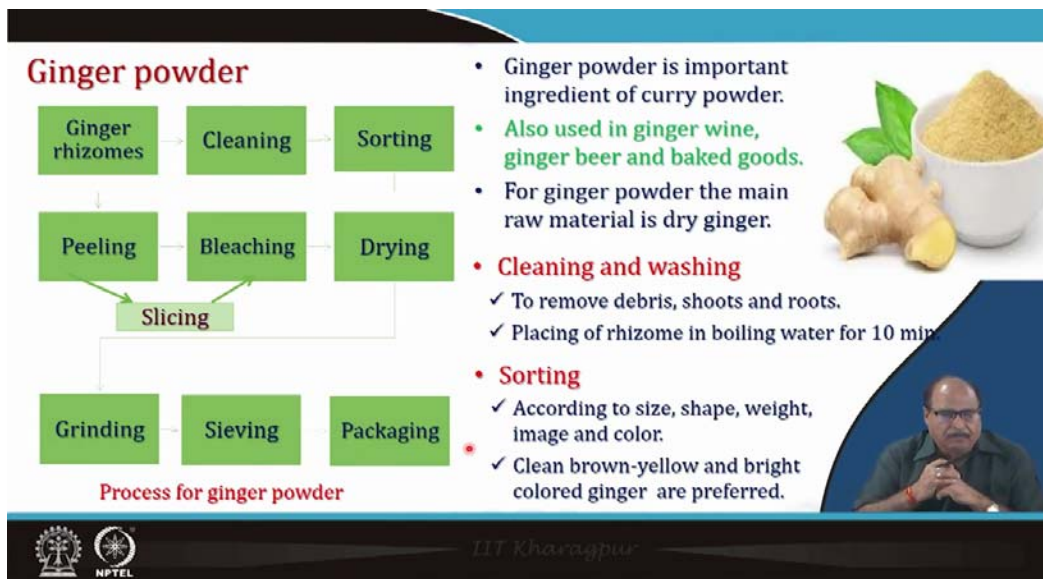 Ginger powder
Ginger
rhizomes
Cleaning
Sorting
Peeling
Bleaching
Drying
Slicing
Grinding
Sieving
Packaging
Process for ginger powder
• Ginger powder is important
ingredient of curry powder.
• Also used in ginger wine,
ginger beer and baked goods.
• For ginger powder the main
raw material is dry ginger.
• Cleaning and washing
✓ To remove debris, shoots and roots.
✓ Placing of rhizome in boiling water for 10 min.
• Sorting
✓ According to size, shape, weight,
image and color.
✓ Clean brown-yellow and bright
colored ginger are preferred.
NPTEL
IIT Kharagpur